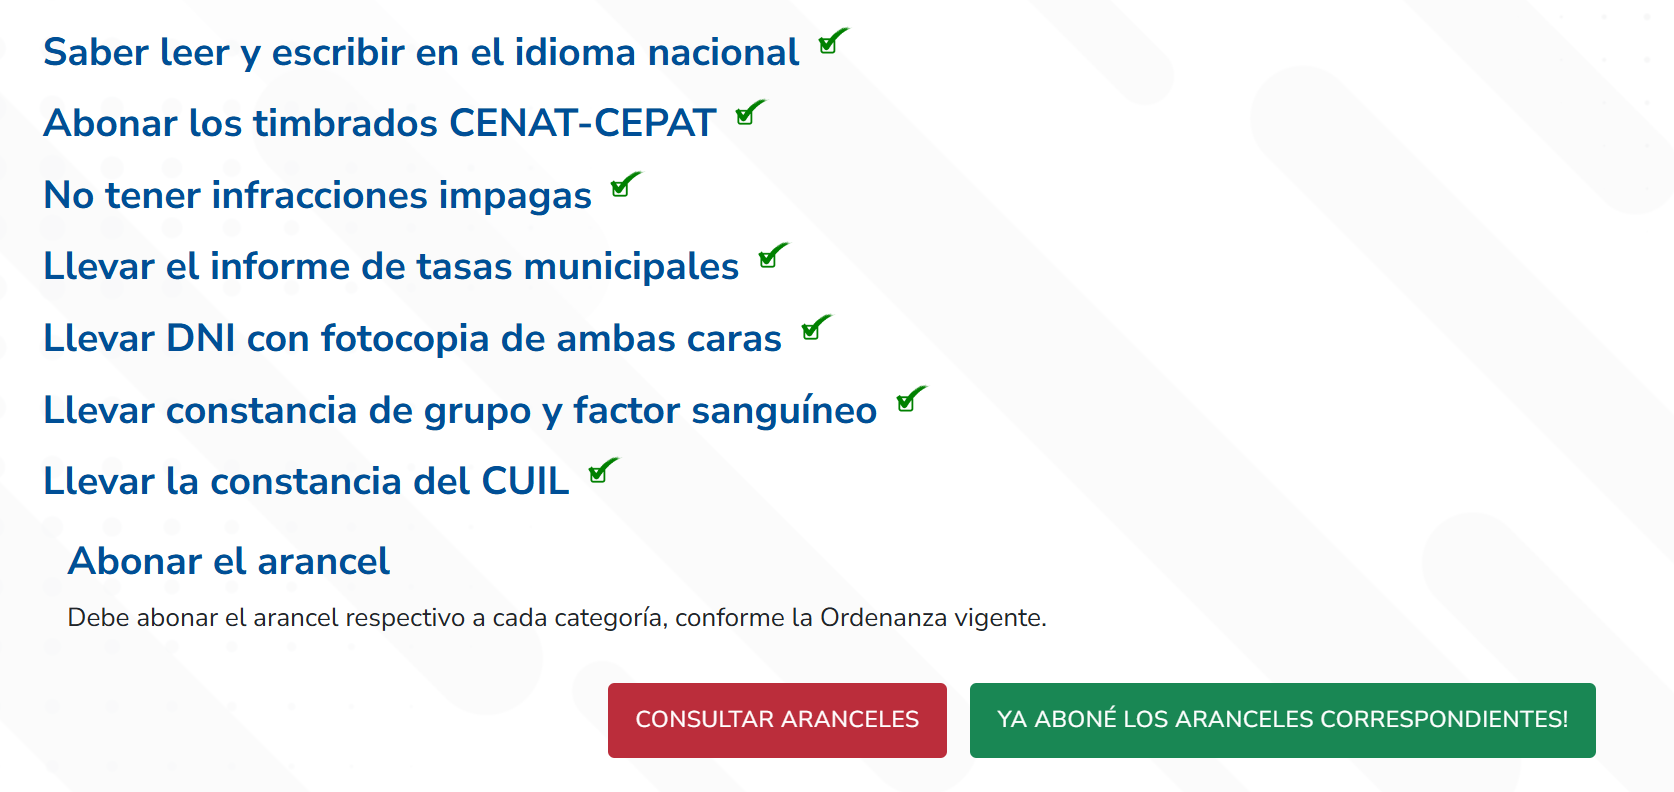 Saber leer y escribir en el idioma nacional
Abonar los timbrados CENAT-CEPAT
No tener infracciones impagas
Llevar el informe de tasas municipales
Llevar DNI con fotocopia de ambas caras
Llevar constancia de grupo y factor sanguíneo
Llevar la constancia del CUIL
Abonar el arancel
Debe abonar el arancel respectivo a cada categoría, conforme la Ordenanza vigente.
CONSULTAR ARANCELES
YA ABONÉ LOS ARANCELES CORRESPONDIENTES!